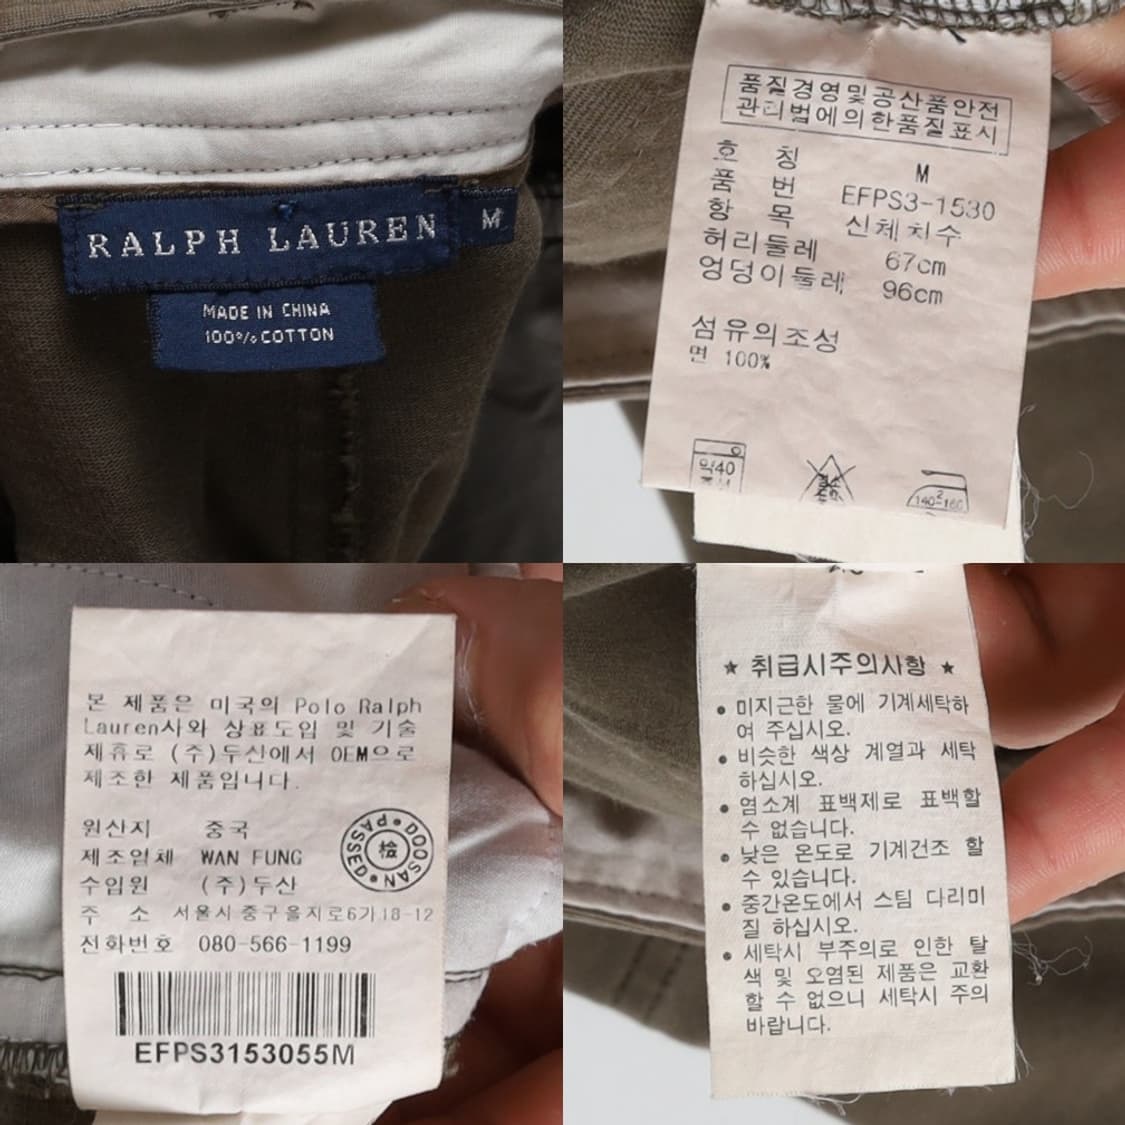 RALPH LAUREN
M
MADE IN CHINA
100% COTTON
품질경영및공산품안전
관리법에의한품질표시
호 칭 M
품 번 EFPS3-1530
항 목 신체치수
허리둘레 67cm
엉덩이둘레 96cm
섬유의조성
면 100%
약40
140~160
본 제품은 미국의 Polo Ralph
Lauren사와 상표도입 및 기술
제휴로 (주)두산에서 OEM으로
제조한 제품입니다.
원산지 중국
제조업체 WAN FUNG
수입원 (주)두산
주 소 서울시중구을지로6가18-12
전화번호 080-566-1199
DOOSAN PASSED
檢
EFPS3153055M
★ 취급시주의사항 ★
• 미지근한 물에 기계세탁하
여 주십시오.
• 비슷한 색상 계열과 세탁
하십시오.
• 염소계 표백제로 표백할
수 없습니다.
• 낮은 온도로 기계건조 할
수 있습니다.
• 중간온도에서 스팀 다리미
질 하십시오.
• 세탁시 부주의로 인한 탈
색 및 오염된 제품은 교환
할 수 없으니 세탁시 주의
바랍니다.